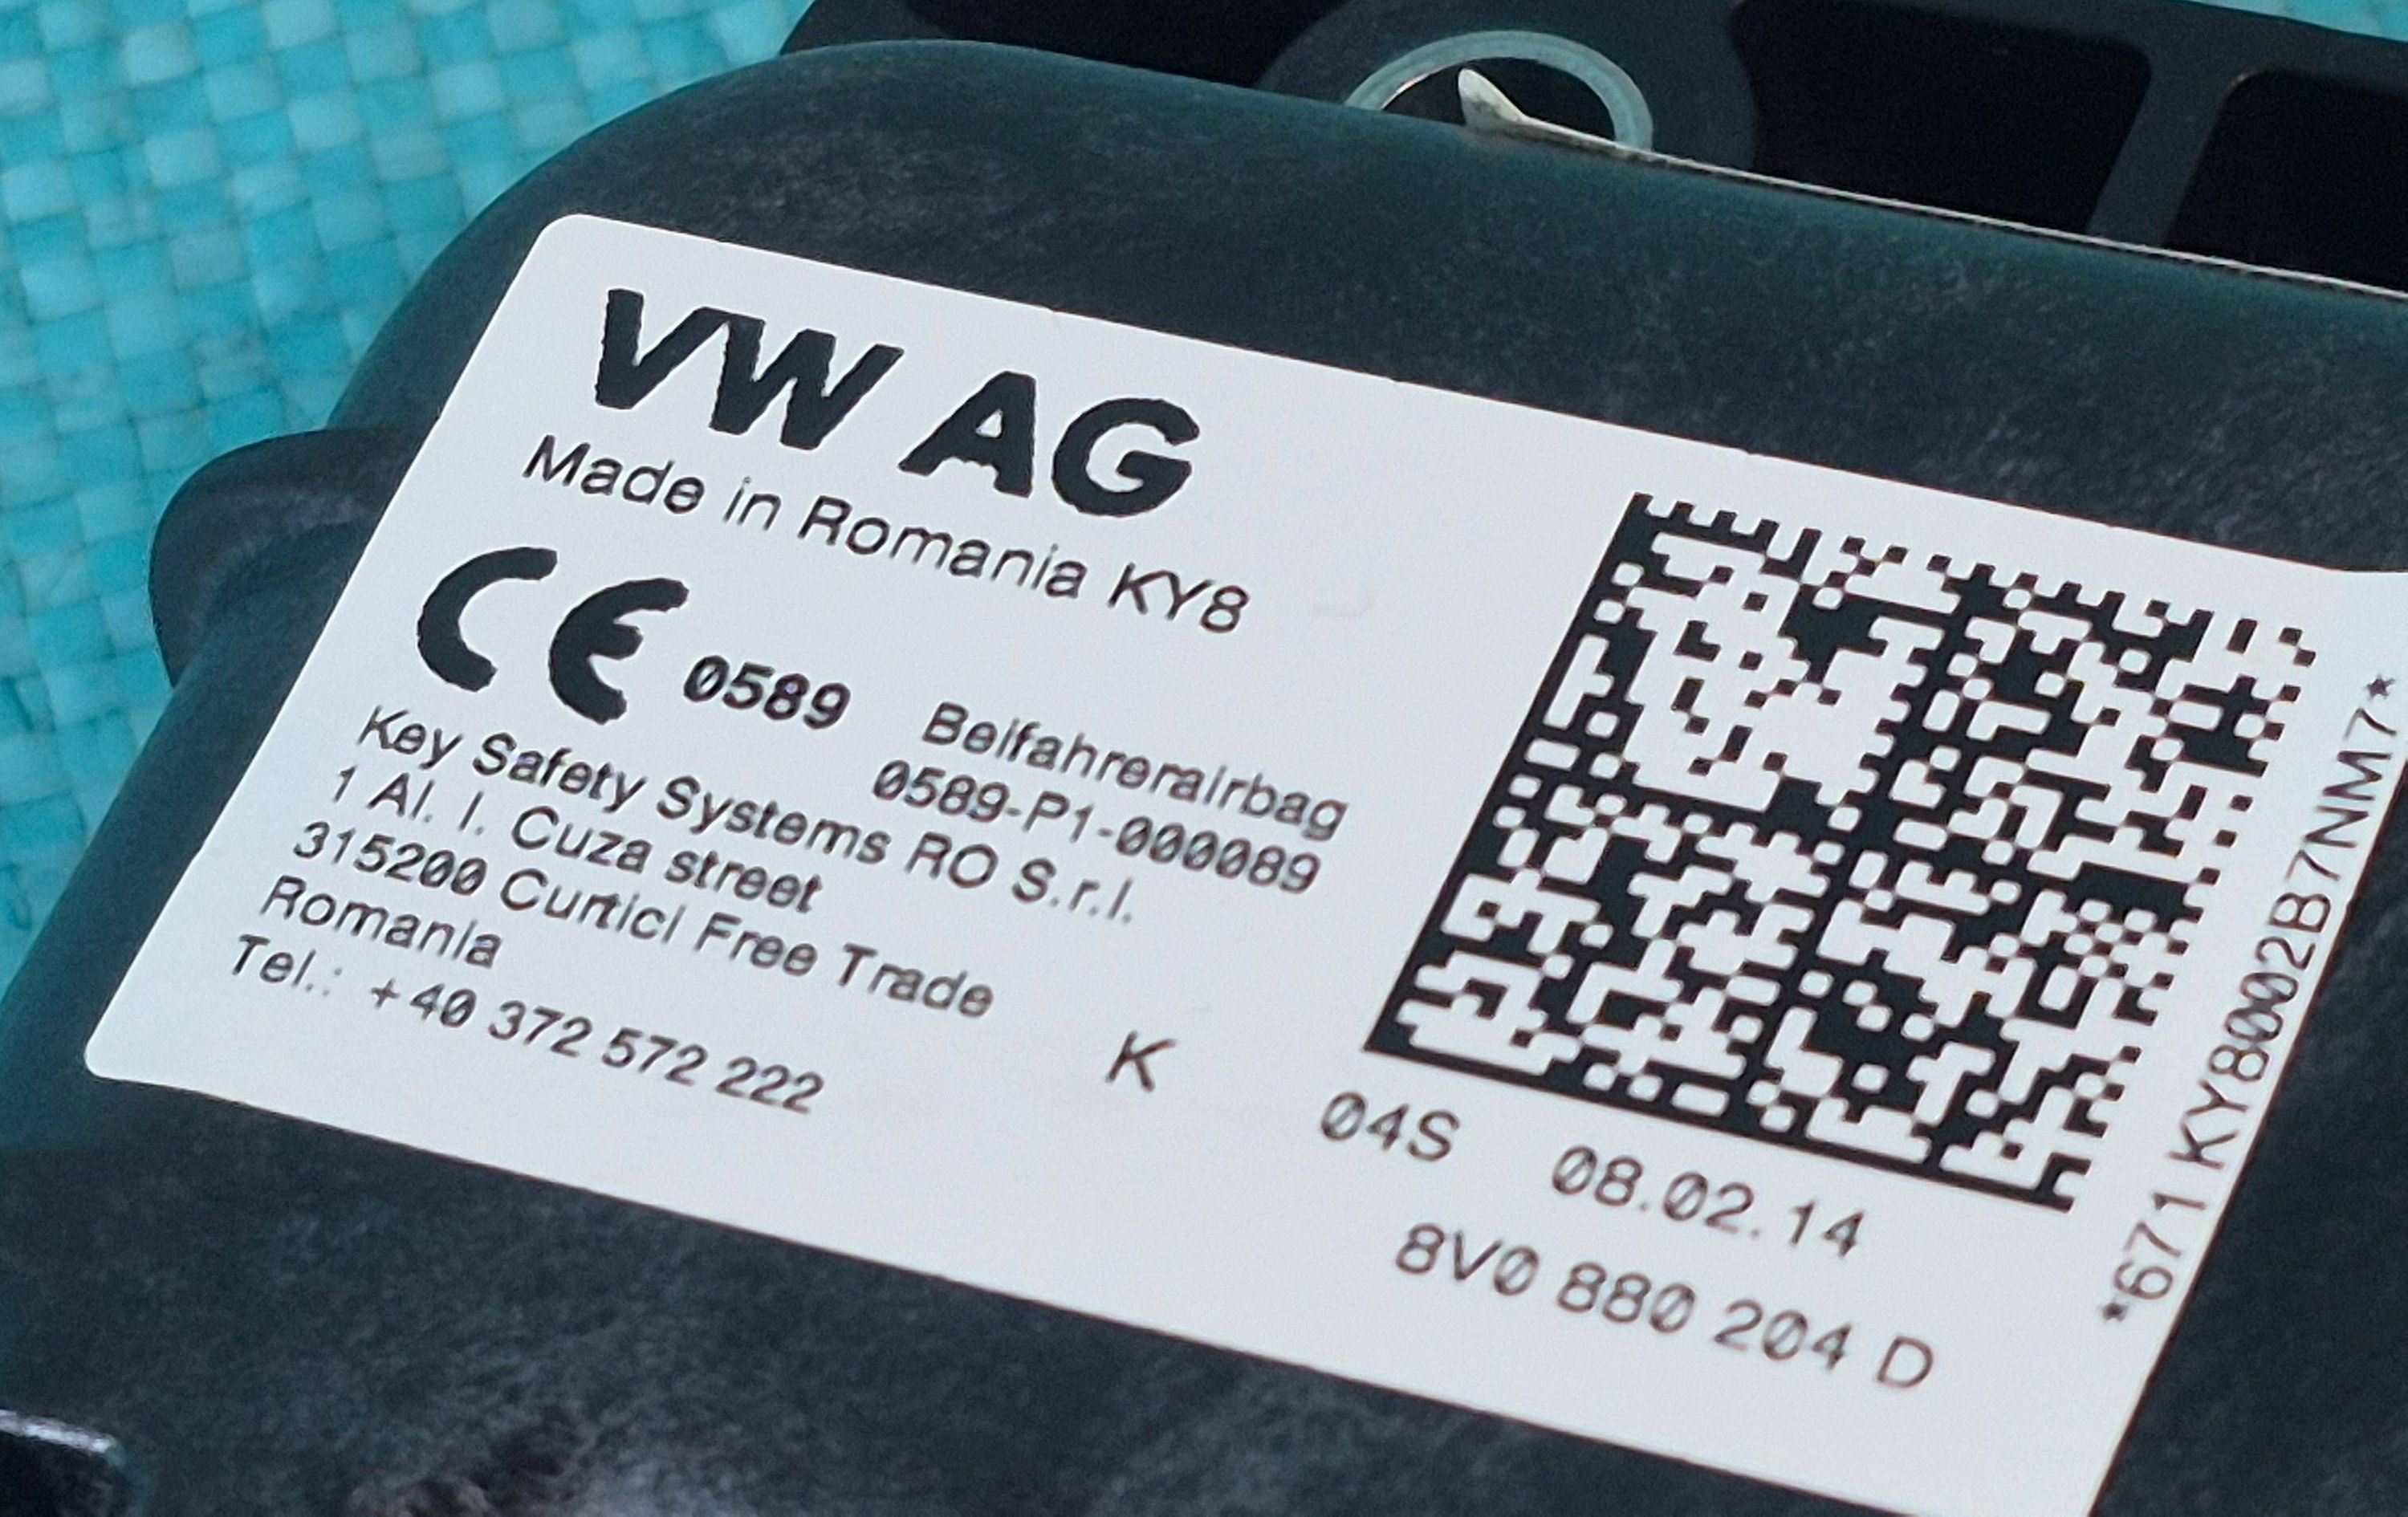 VW AG
Made in Romania KY8
CE 0589 Beifahrerairbag
0589-P1-000089
Key Safety Systems RO S.r.l.
1 Al. I. Cuza street
315200 Curtici Free Trade
Romania
Tel.: +40 372 572 222
K
04S 08.02.14
8V0 880 204 D
*671 KY80002B7NM7*